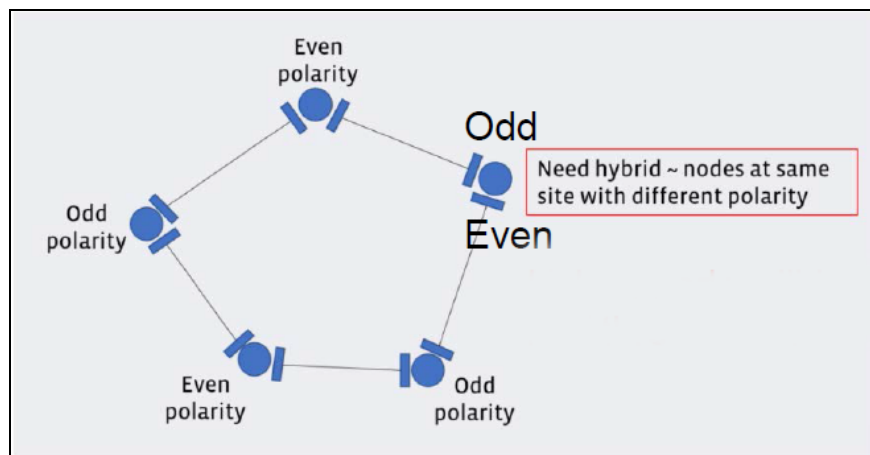 Even
polarity
Odd
Need hybrid ~ nodes at same
site with different polarity
Odd
polarity
Even
Even
polarity
Odd
polarity